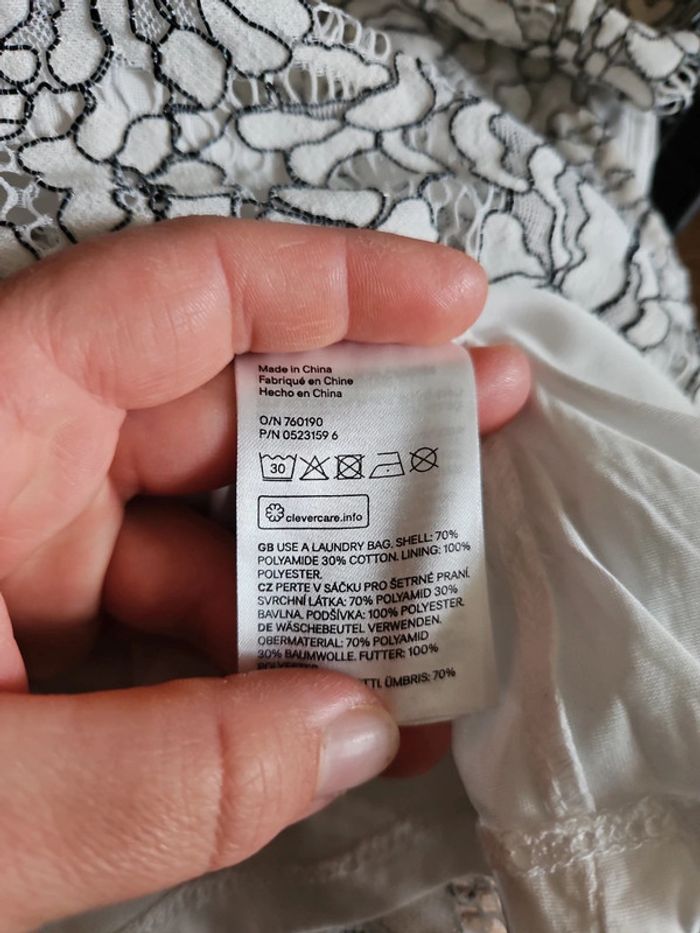 Made in China
Fabriqué en Chine
Hecho en China
O/N 760190
P/N 0523159 6
30
clevercare.info
GB USE A LAUNDRY BAG. SHELL: 70%
POLYAMIDE 30% COTTON. LINING: 100%
POLYESTER.
CZ PERTE V SÁČKU PRO ŠETRNÉ PRANÍ.
SVRCHNÍ LÁTKA: 70% POLYAMID 30%
BAVLNA. PODŠÍVKA: 100% POLYESTER.
DE WÄSCHEBEUTEL VERWENDEN.
OBERMATERIAL: 70% POLYAMID
30% BAUMWOLLE. FUTTER: 100%
POLYESTER
ÜMBRIS: 70%